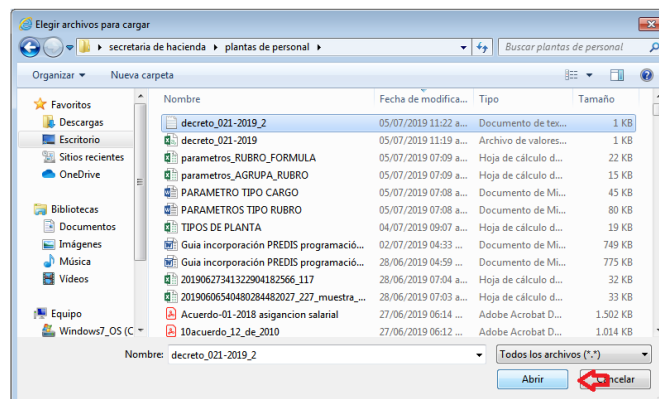 Elegir archivos para cargar
secretaria de hacienda plantas de personal
Buscar plantas de personal
Organizar Nueva carpeta
Nombre Fecha de modifica... Tipo Tamaño
Favoritos
Descargas
Escritorio
Sitios recientes
OneDrive
Bibliotecas
Documentos
Imágenes
Música
Vídeos
Equipo
Windows7_OS (C
decreto_021-2019_2 05/07/2019 11:22 a... Documento de tex... 1 KB
decreto_021-2019 05/07/2019 11:19 a... Archivo de valores... 1 KB
parametros_RUBRO_FORMULA 05/07/2019 07:09 a... Hoja de cálculo d... 22 KB
parametros_AGRUPA_RUBRO 05/07/2019 07:09 a... Hoja de cálculo d... 15 KB
PARAMETRO TIPO CARGO 05/07/2019 07:08 a... Documento de Mi... 45 KB
PARAMETROS TIPO RUBRO 05/07/2019 07:08 a... Documento de Mi... 80 KB
TIPOS DE PLANTA 04/07/2019 09:07 a... Hoja de cálculo d... 19 KB
Guia incorporación PREDIS programació... 02/07/2019 04:33 ... Documento de Mi... 749 KB
Guia incorporación PREDIS programació... 28/06/2019 04:59 ... Documento de Mi... 775 KB
20190627341322904182566_117 28/06/2019 07:04 a... Hoja de cálculo d... 32 KB
20190606540480284482027_227_muestra_... 28/06/2019 07:03 a... Hoja de cálculo d... 33 KB
Acuerdo-01-2018 asigancion salarial 27/06/2019 06:14 ... Adobe Acrobat D... 1.502 KB
10acuerdo_12_de_2010 27/06/2019 06:12 ... Adobe Acrobat D... 1.014 KB
Nombre: decreto_021-2019_2 Todos los archivos (*.*)
Abrir Cancelar